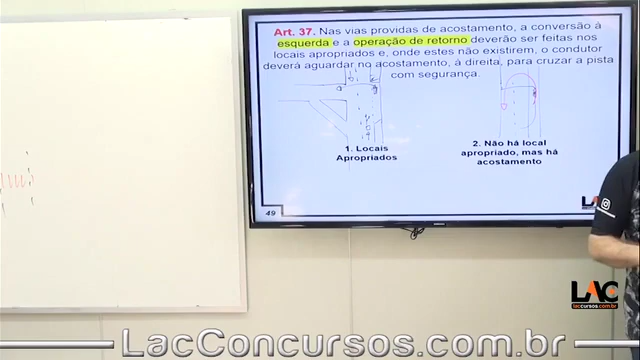 Art. 37. Nas vias providas de acostamento, a conversão à
esquerda e a operação de retorno deverão ser feitas nos
locais apropriados e, onde estes não existirem, o condutor
deverá aguardar no acostamento, à direita, para cruzar a pista
com segurança.
1. Locais
Apropriados
2. Não há local
apropriado, mas há
acostamento
49
LAC
LAC
laccursos.com.br
LacConcursos.com.br